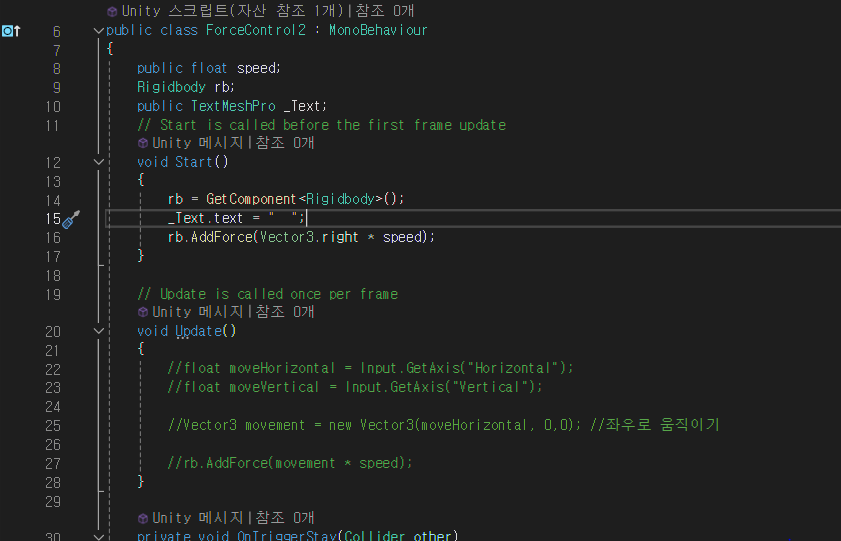 Unity 스크립트(자산 참조 1개)|참조 0개
6 public class ForceControl2 : MonoBehaviour
7 {
8 public float speed;
9 Rigidbody rb;
10 public TextMeshPro _Text;
11 // Start is called before the first frame update
Unity 메시지|참조 0개
12 void Start()
13 {
14 rb = GetComponent<Rigidbody>();
15 _Text.text = "  ";
16 rb.AddForce(Vector3.right * speed);
17 }
18
19 // Update is called once per frame
Unity 메시지|참조 0개
20 void Update()
21 {
22 //float moveHorizontal = Input.GetAxis("Horizontal");
23 //float moveVertical = Input.GetAxis("Vertical");
24
25 //Vector3 movement = new Vector3(moveHorizontal, 0,0); //좌우로 움직이기
26
27 //rb.AddForce(movement * speed);
28 }
29
Unity 메시지|참조 0개
30 private void OnTriggerStay(Collider other)